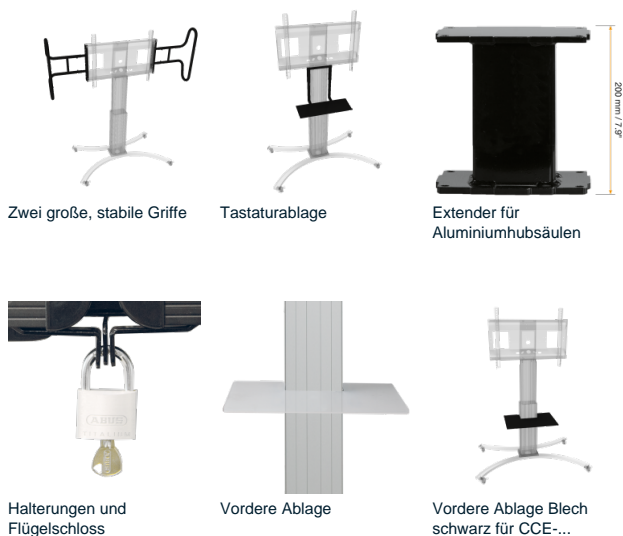 200 mm / 7.9"
Zwei große, stabile Griffe
Tastaturablage
Extender für
Aluminiumhubsäulen
ABUS
Halterungen und
Flügelschloss
Vordere Ablage
Vordere Ablage Blech
schwarz für CCE-...